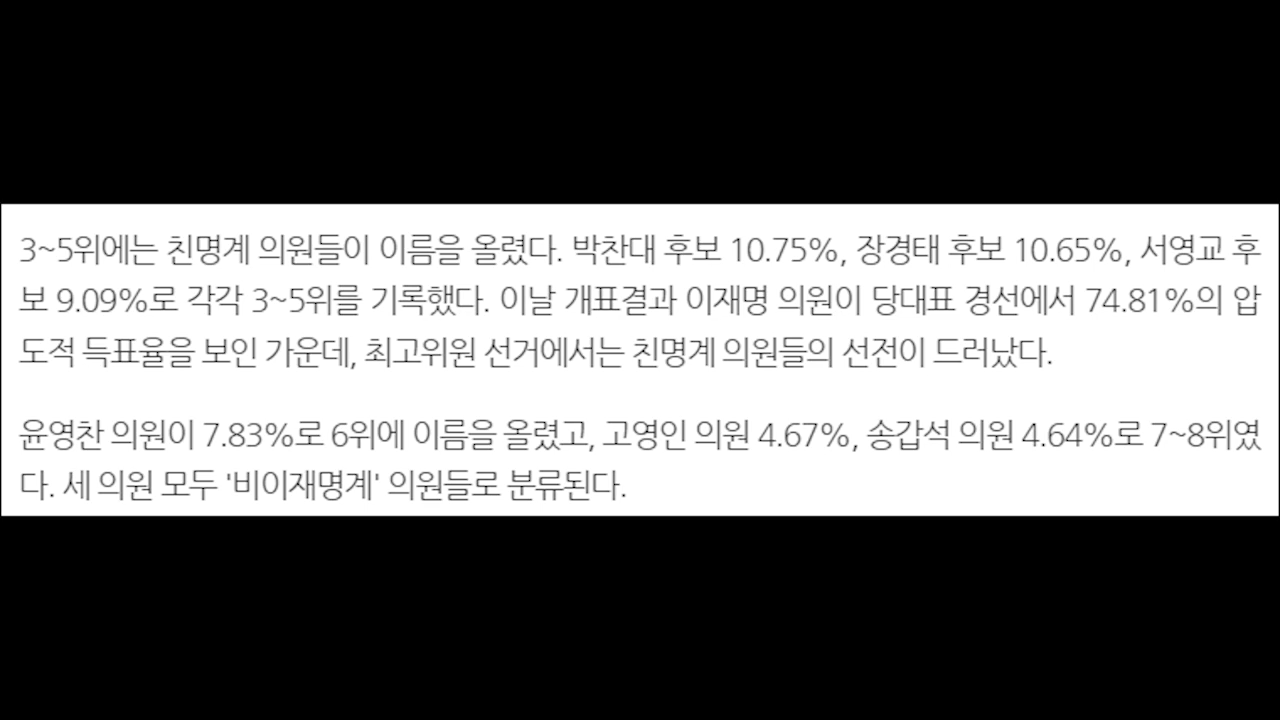 3~5위에는 친명계 의원들이 이름을 올렸다. 박찬대 후보 10.75%, 장경태 후보 10.65%, 서영교 후
보 9.09%로 각각 3~5위를 기록했다. 이날 개표결과 이재명 의원이 당대표 경선에서 74.81%의 압
도적 득표율을 보인 가운데, 최고위원 선거에서는 친명계 의원들의 선전이 드러났다.
윤영찬 의원이 7.83%로 6위에 이름을 올렸고, 고영인 의원 4.67%, 송갑석 의원 4.64%로 7~8위였
다. 세 의원 모두 '비이재명계' 의원들로 분류된다.